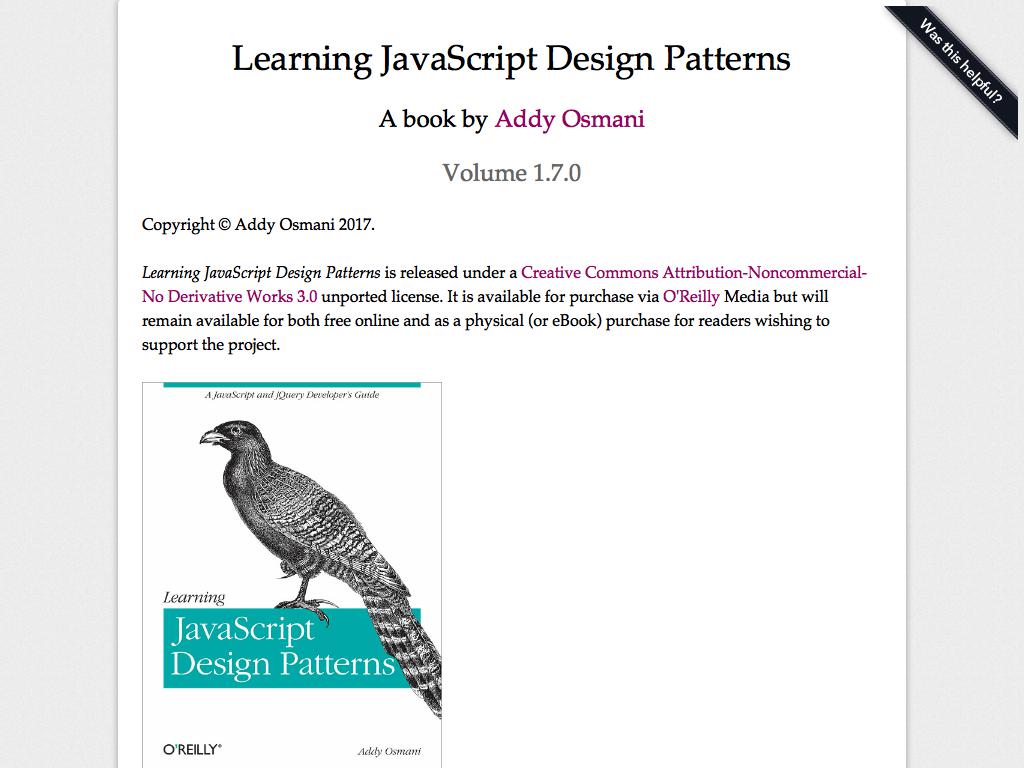 Learning JavaScript Design Patterns
Was this helpful?
A book by Addy Osmani
Volume 1.7.0
Copyright © Addy Osmani 2017.
Learning JavaScript Design Patterns is released under a Creative Commons Attribution-Noncommercial-
No Derivative Works 3.0 unported license. It is available for purchase via O'Reilly Media but will
remain available for both free online and as a physical (or eBook) purchase for readers wishing to
support the project.
A JavaScript and jQuery Developer's Guide
Learning
JavaScript
Design Patterns
O'REILLY®
Addy Osmani